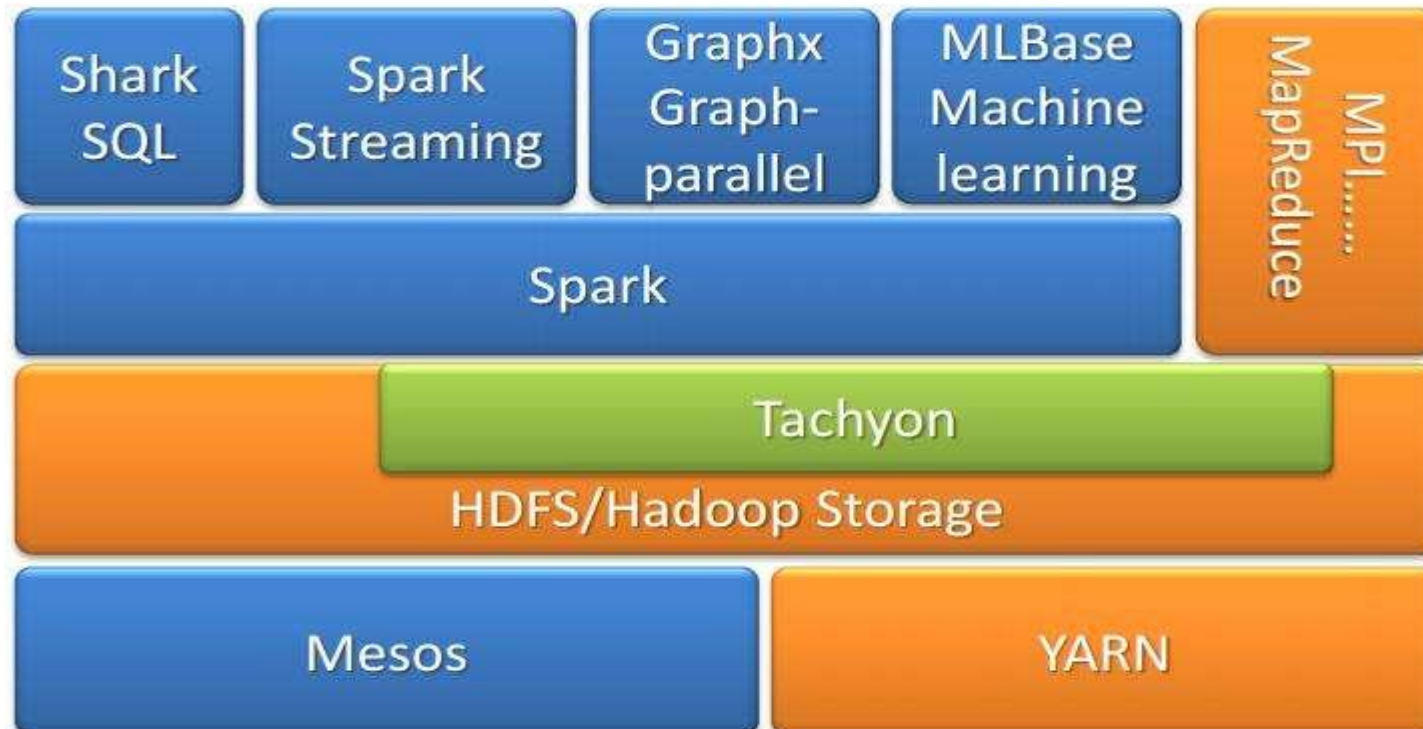 Shark
SQL
Spark
Streaming
Graphx
Graph-
parallel
MLBase
Machine
learning
MPI......
MapReduce
Spark
Tachyon
HDFS/Hadoop Storage
Mesos
YARN